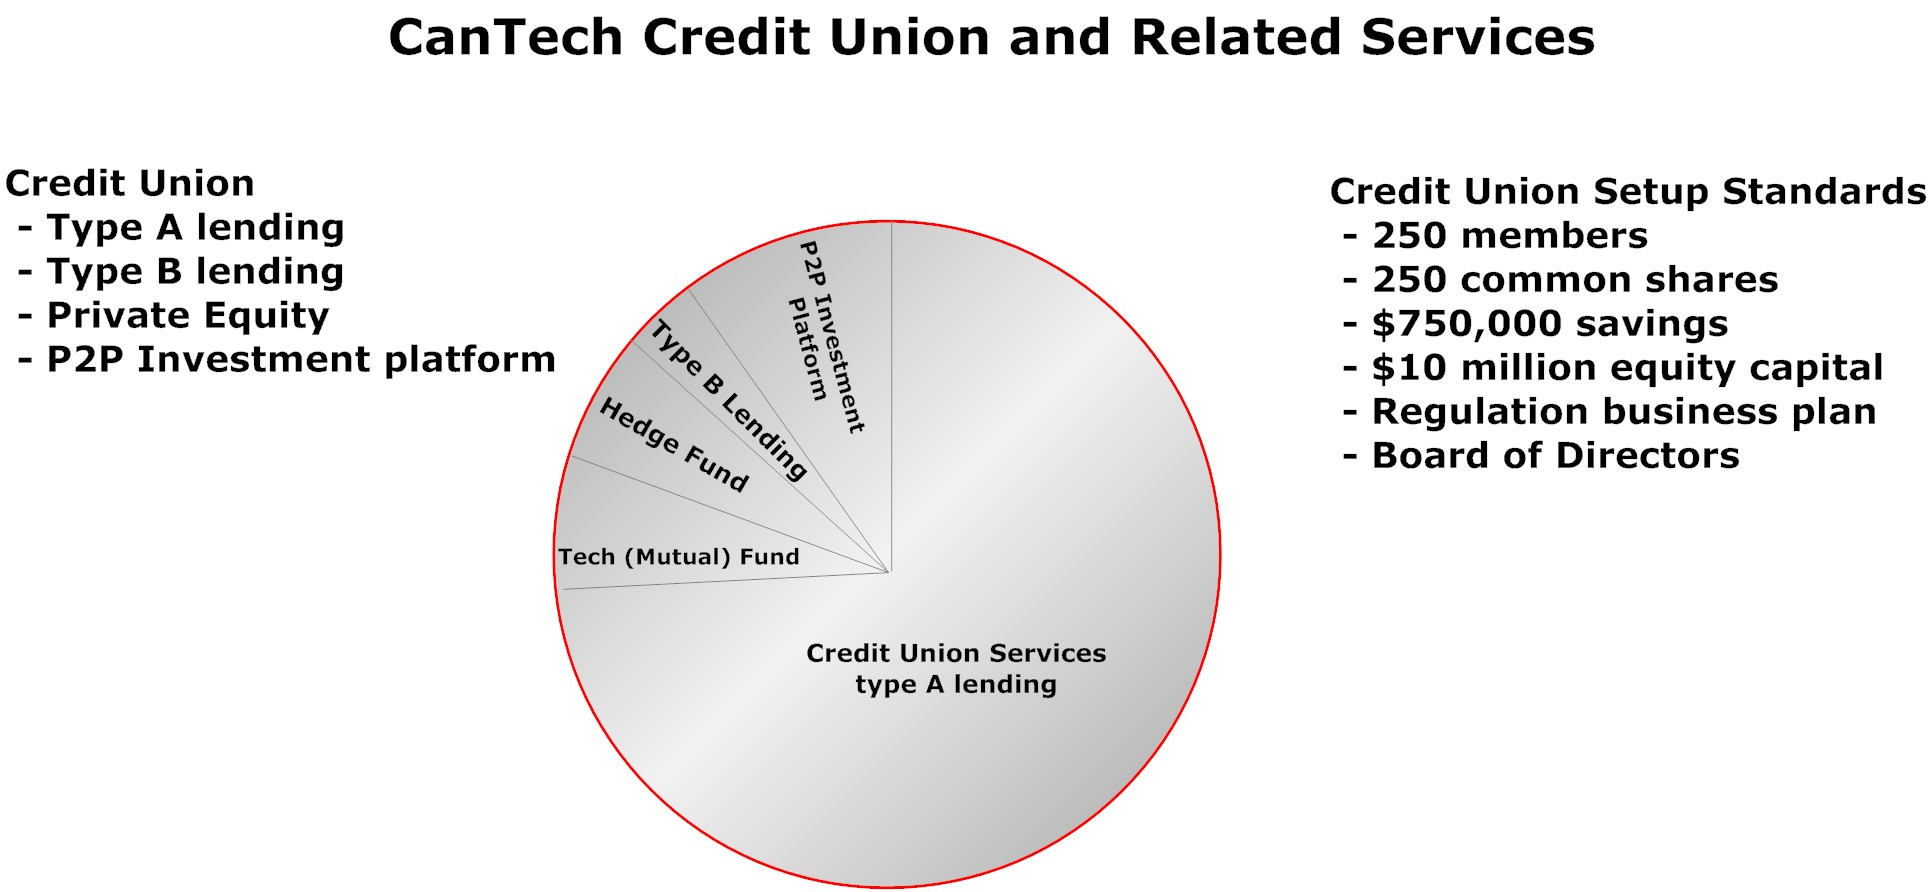 CanTech Credit Union and Related Services
Credit Union
- Type A lending
- Type B lending
- Private Equity
- P2P Investment platform
Credit Union Setup Standards
- 250 members
- 250 common shares
- $750,000 savings
- $10 million equity capital
- Regulation business plan
- Board of Directors
P2P Investment
Platform
Type B Lending
Hedge Fund
Tech (Mutual) Fund
Credit Union Services
type A lending